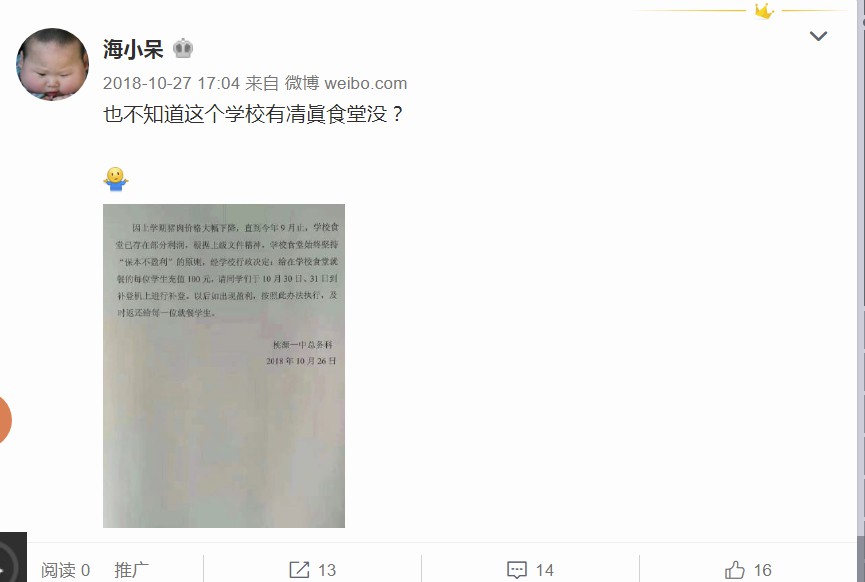 海小呆
2018-10-27 17:04 来自 微博 weibo.com
也不知道这个学校有清眞食堂没？
因上学期猪肉价格大幅下降，直到今年9月止，学校食
堂已存在部分利润。根据上级文件精神，学校食堂始终坚持
“保本不盈利”的原则，经学校行政决定：给在学校食堂就
餐的每位学生充值100元。请同学们于10月30日、31日到
补登机上进行补登，以后如出现盈利，按照此办法执行，及
时返还给每一位就餐学生。
一中总务科
2018年10月26日
阅读 0 推广 13 14 16